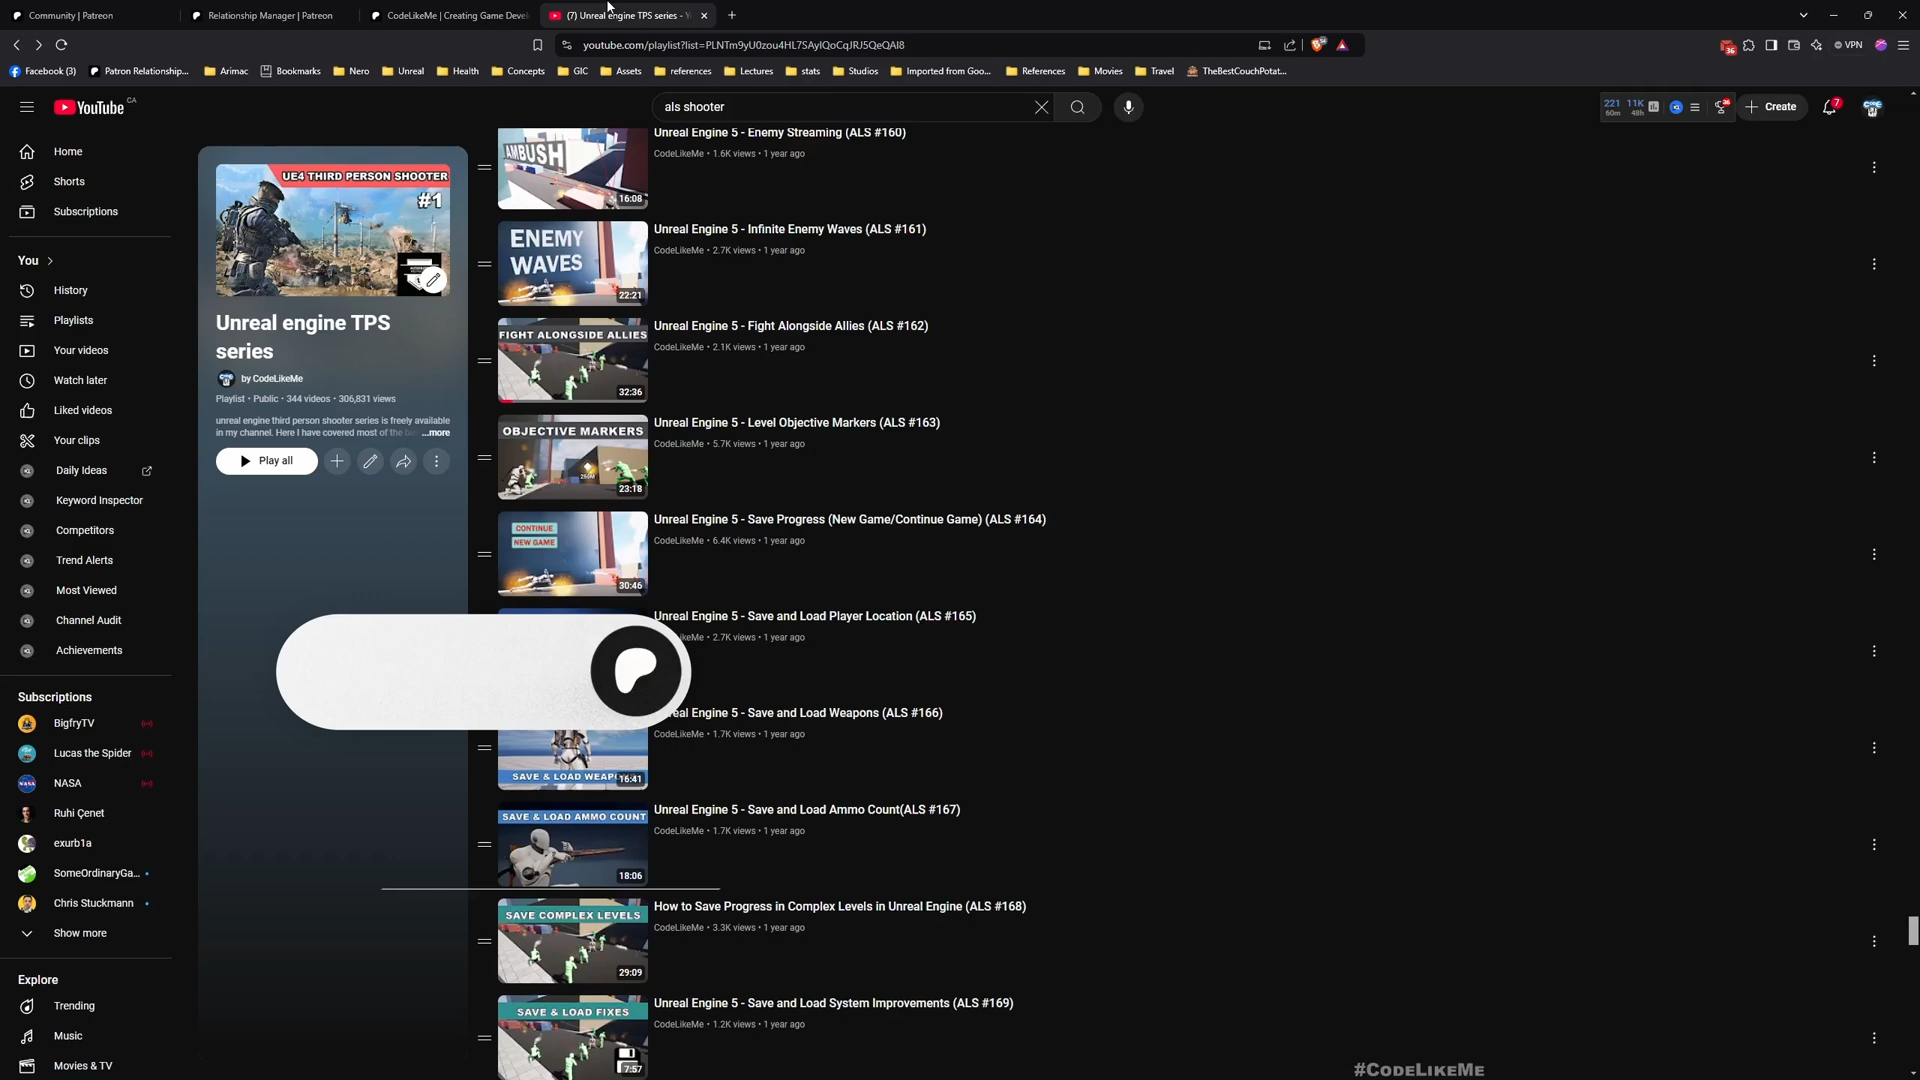 Community | Patreon
Relationship Manager | Patreon
CodeLikeMe | Creating Game Devel
(7) Unreal engine TPS series - Y
youtube.com/playlist?list=PLNTm9yU0zou4HL7SAyIQoCqJRJ5QeQAI8
54
36
VPN
Facebook (3)
Patron Relationship...
Arimac
Bookmarks
Nero
Unreal
Health
Concepts
GIC
Assets
references
Lectures
stats
Studios
Imported from Goo...
References
Movies
Travel
TheBestCouchPotat...
YouTube CA
als shooter
221 60m
11K 48h
36
Create
7
Home
Shorts
Subscriptions
You
History
Playlists
Your videos
Watch later
Liked videos
Your clips
Daily Ideas
Keyword Inspector
Competitors
Trend Alerts
Most Viewed
Channel Audit
Achievements
Subscriptions
BigfryTV
Lucas the Spider
NASA
Ruhi Çenet
exurb1a
SomeOrdinaryGa...
Chris Stuckmann
Show more
Explore
Trending
Music
Movies & TV
UE4 THIRD PERSON SHOOTER
#1
Unreal engine TPS
series
by CodeLikeMe
Playlist • Public • 344 videos • 306,831 views
unreal engine third person shooter series is freely available
in my channel. Here I have covered most of the ...more
Play all
AMBUSH
16:08
Unreal Engine 5 - Enemy Streaming (ALS #160)
CodeLikeMe • 1.6K views • 1 year ago
ENEMY
WAVES
22:21
Unreal Engine 5 - Infinite Enemy Waves (ALS #161)
CodeLikeMe • 2.7K views • 1 year ago
FIGHT ALONGSIDE ALLIES
32:36
Unreal Engine 5 - Fight Alongside Allies (ALS #162)
CodeLikeMe • 2.1K views • 1 year ago
OBJECTIVE MARKERS
23:18
Unreal Engine 5 - Level Objective Markers (ALS #163)
CodeLikeMe • 5.7K views • 1 year ago
CONTINUE
NEW GAME
30:46
Unreal Engine 5 - Save Progress (New Game/Continue Game) (ALS #164)
CodeLikeMe • 6.4K views • 1 year ago
Unreal Engine 5 - Save and Load Player Location (ALS #165)
ikeMe • 2.7K views • 1 year ago
real Engine 5 - Save and Load Weapons (ALS #166)
CodeLikeMe • 1.7K views • 1 year ago
SAVE & LOAD WEAP
16:41
SAVE & LOAD AMMO COUNT
18:06
Unreal Engine 5 - Save and Load Ammo Count(ALS #167)
CodeLikeMe • 1.7K views • 1 year ago
SAVE COMPLEX LEVELS
29:09
How to Save Progress in Complex Levels in Unreal Engine (ALS #168)
CodeLikeMe • 3.3K views • 1 year ago
SAVE & LOAD FIXES
7:57
Unreal Engine 5 - Save and Load System Improvements (ALS #169)
CodeLikeMe • 1.2K views • 1 year ago
#CODELIKEME